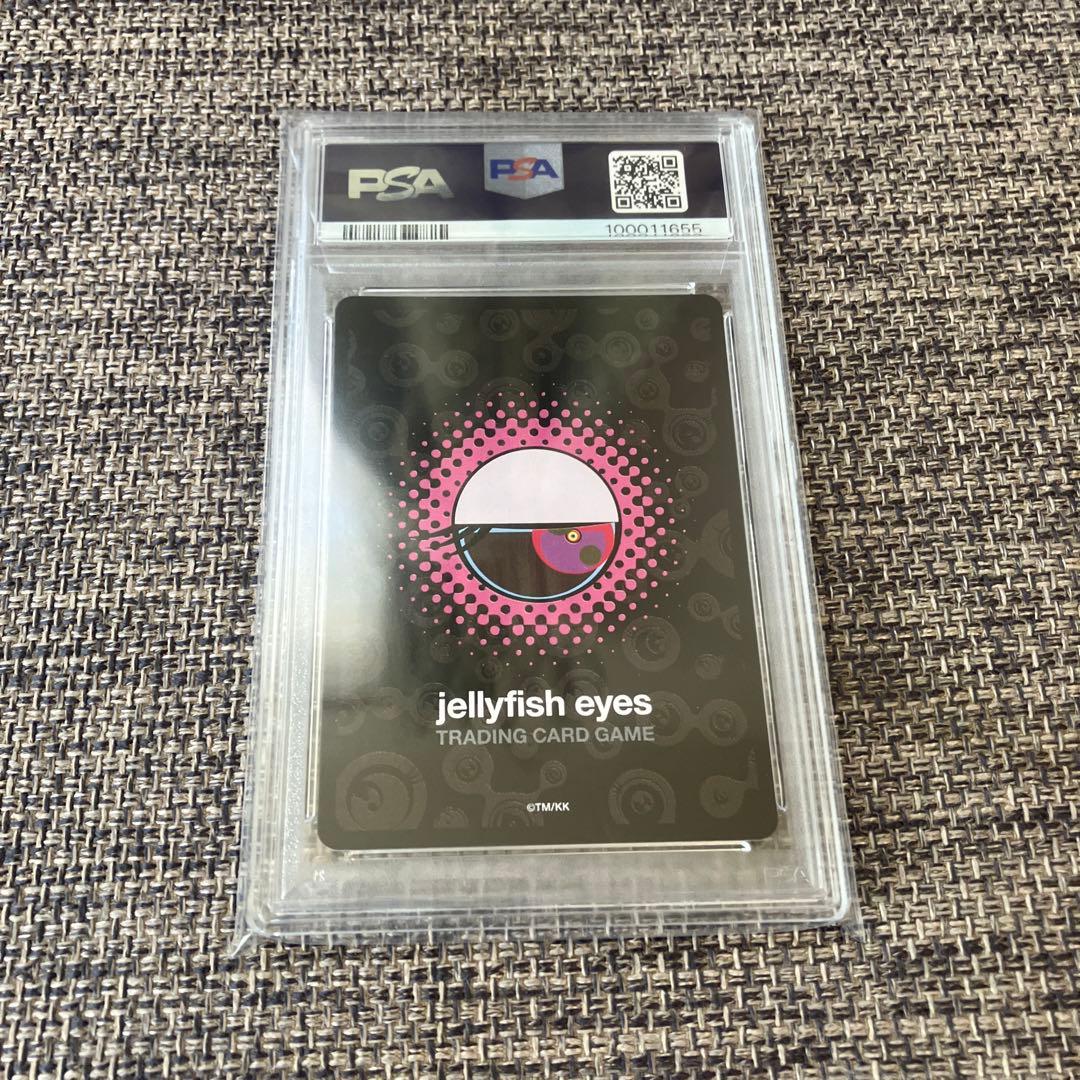 PSA
PSA
100011655
jellyfish eyes
TRADING CARD GAME
©TM/KK